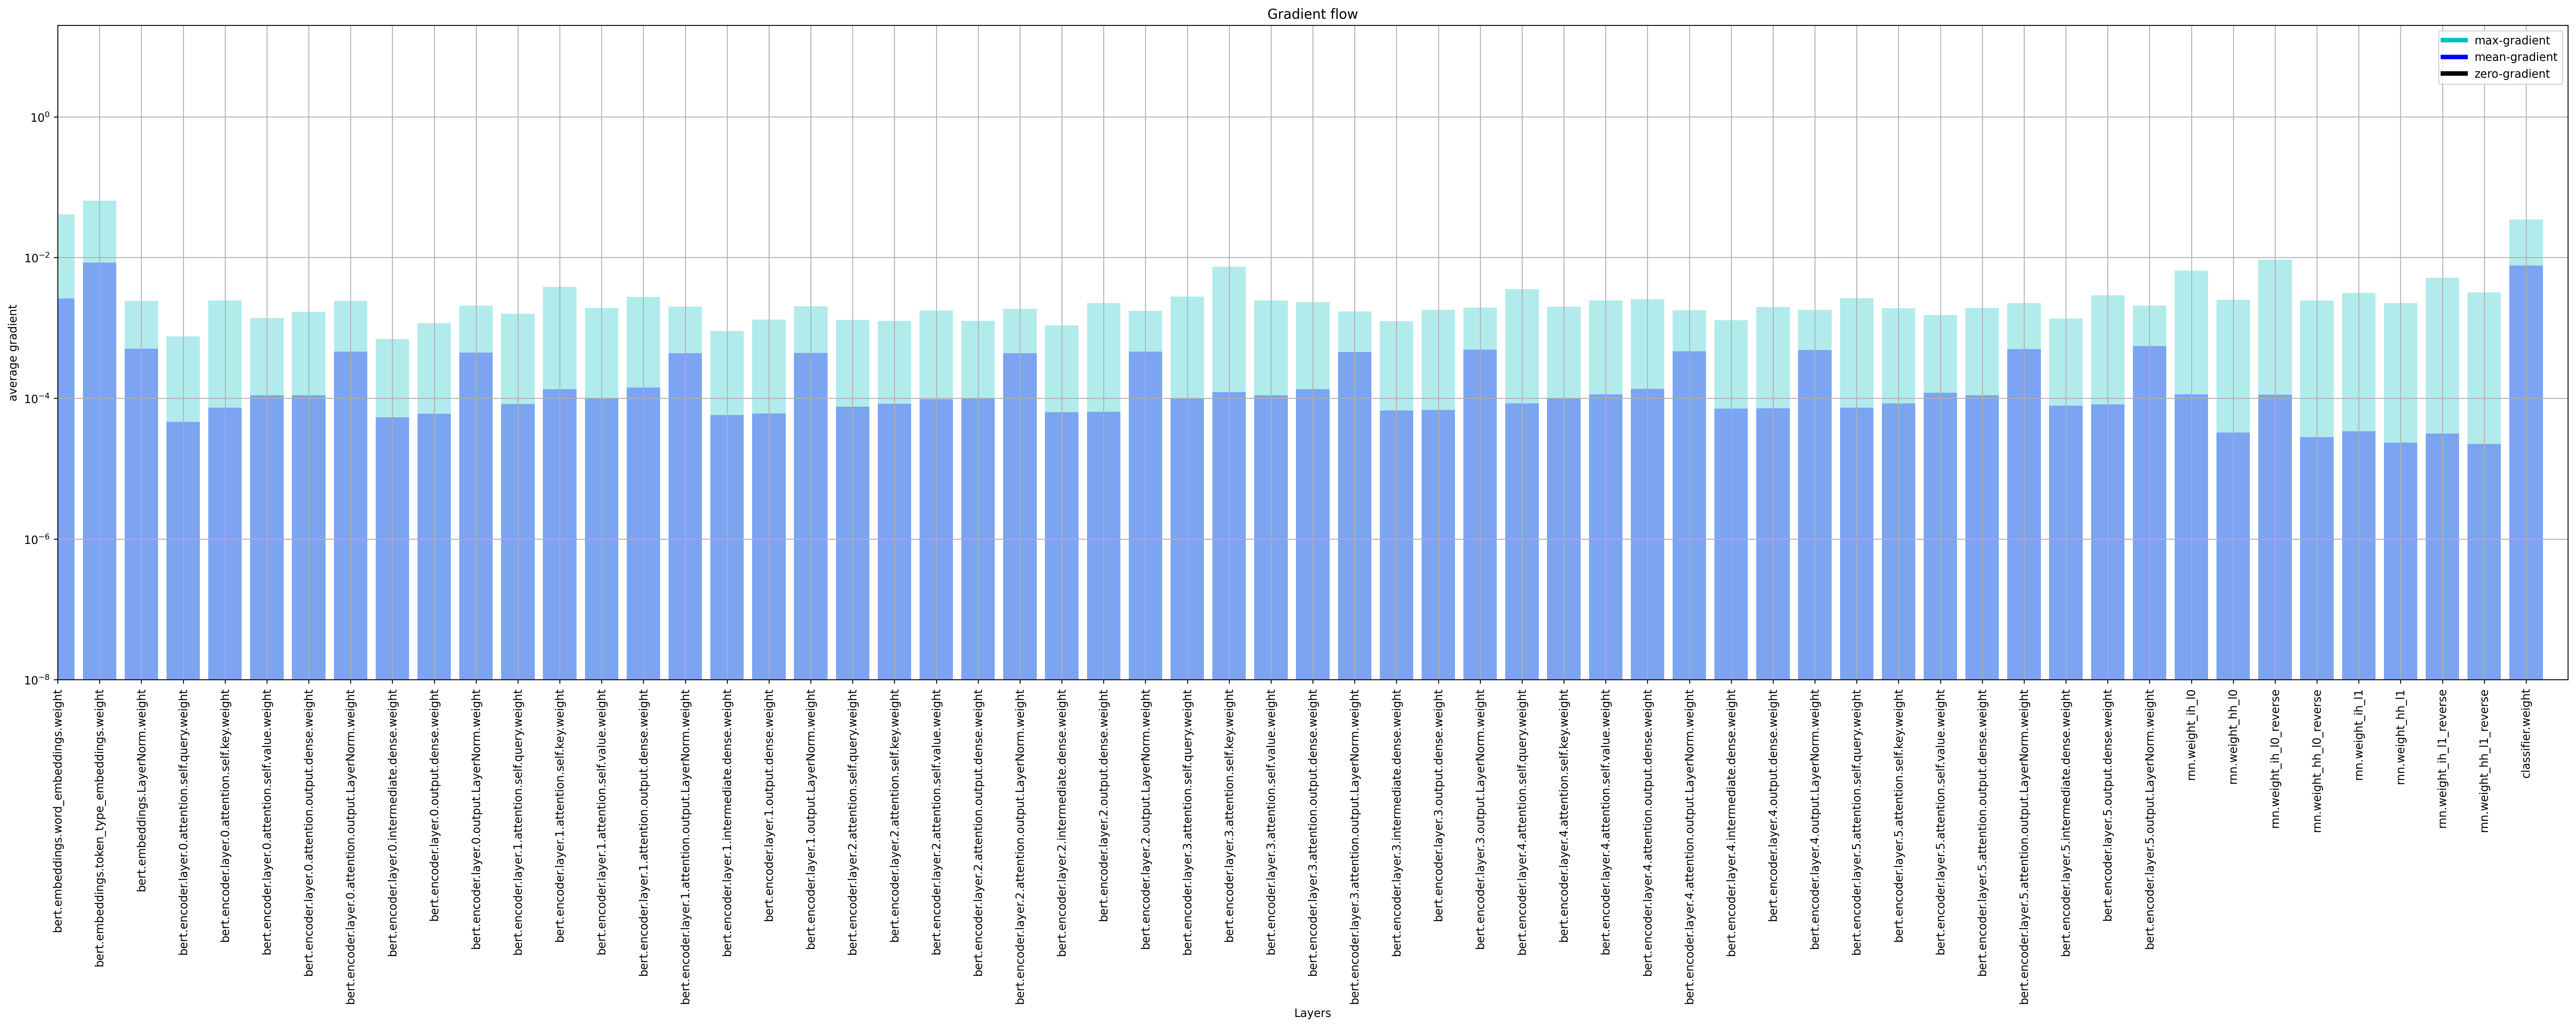 Gradient flow
max-gradient
mean-gradient
zero-gradient
average gradient
10⁰
10⁻²
10⁻⁴
10⁻⁶
10⁻⁸
bert.embeddings.word_embeddings.weight
bert.embeddings.token_type_embeddings.weight
bert.embeddings.LayerNorm.weight
bert.encoder.layer.0.attention.self.query.weight
bert.encoder.layer.0.attention.self.key.weight
bert.encoder.layer.0.attention.self.value.weight
bert.encoder.layer.0.attention.output.dense.weight
bert.encoder.layer.0.attention.output.LayerNorm.weight
bert.encoder.layer.0.intermediate.dense.weight
bert.encoder.layer.0.output.dense.weight
bert.encoder.layer.0.output.LayerNorm.weight
bert.encoder.layer.1.attention.self.query.weight
bert.encoder.layer.1.attention.self.key.weight
bert.encoder.layer.1.attention.self.value.weight
bert.encoder.layer.1.attention.output.dense.weight
bert.encoder.layer.1.attention.output.LayerNorm.weight
bert.encoder.layer.1.intermediate.dense.weight
bert.encoder.layer.1.output.dense.weight
bert.encoder.layer.1.output.LayerNorm.weight
bert.encoder.layer.2.attention.self.query.weight
bert.encoder.layer.2.attention.self.key.weight
bert.encoder.layer.2.attention.self.value.weight
bert.encoder.layer.2.attention.output.dense.weight
bert.encoder.layer.2.attention.output.LayerNorm.weight
bert.encoder.layer.2.intermediate.dense.weight
bert.encoder.layer.2.output.dense.weight
bert.encoder.layer.2.output.LayerNorm.weight
bert.encoder.layer.3.attention.self.query.weight
bert.encoder.layer.3.attention.self.key.weight
bert.encoder.layer.3.attention.self.value.weight
bert.encoder.layer.3.attention.output.dense.weight
bert.encoder.layer.3.attention.output.LayerNorm.weight
bert.encoder.layer.3.intermediate.dense.weight
bert.encoder.layer.3.output.dense.weight
bert.encoder.layer.3.output.LayerNorm.weight
bert.encoder.layer.4.attention.self.query.weight
bert.encoder.layer.4.attention.self.key.weight
bert.encoder.layer.4.attention.self.value.weight
bert.encoder.layer.4.attention.output.dense.weight
bert.encoder.layer.4.attention.output.LayerNorm.weight
bert.encoder.layer.4.intermediate.dense.weight
bert.encoder.layer.4.output.dense.weight
bert.encoder.layer.4.output.LayerNorm.weight
bert.encoder.layer.5.attention.self.query.weight
bert.encoder.layer.5.attention.self.key.weight
bert.encoder.layer.5.attention.self.value.weight
bert.encoder.layer.5.attention.output.dense.weight
bert.encoder.layer.5.attention.output.LayerNorm.weight
bert.encoder.layer.5.intermediate.dense.weight
bert.encoder.layer.5.output.dense.weight
bert.encoder.layer.5.output.LayerNorm.weight
rnn.weight_ih_l0
rnn.weight_hh_l0
rnn.weight_ih_l0_reverse
rnn.weight_hh_l0_reverse
rnn.weight_ih_l1
rnn.weight_hh_l1
rnn.weight_ih_l1_reverse
rnn.weight_hh_l1_reverse
classifier.weight
Layers